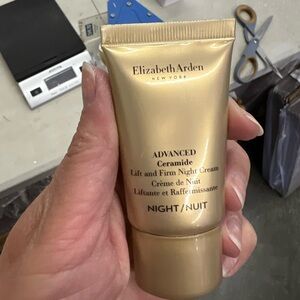 Elizabeth Arden
NEW YORK
ADVANCED
Ceramide
Lift and Firm Night Cream
Crème de Nuit
Liftante et Raffermissante
NIGHT / NUIT